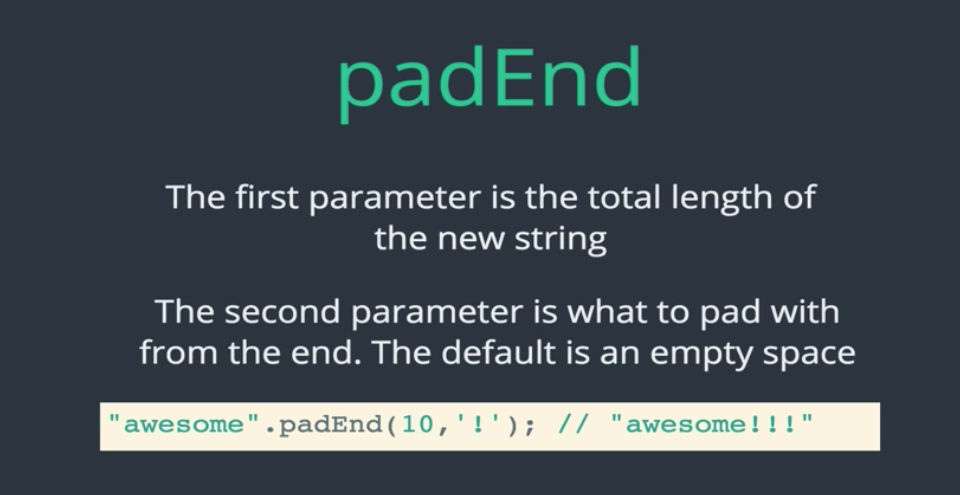 padEnd
The first parameter is the total length of
the new string
The second parameter is what to pad with
from the end. The default is an empty space
"awesome".padEnd(10,'!'); // "awesome!!!"